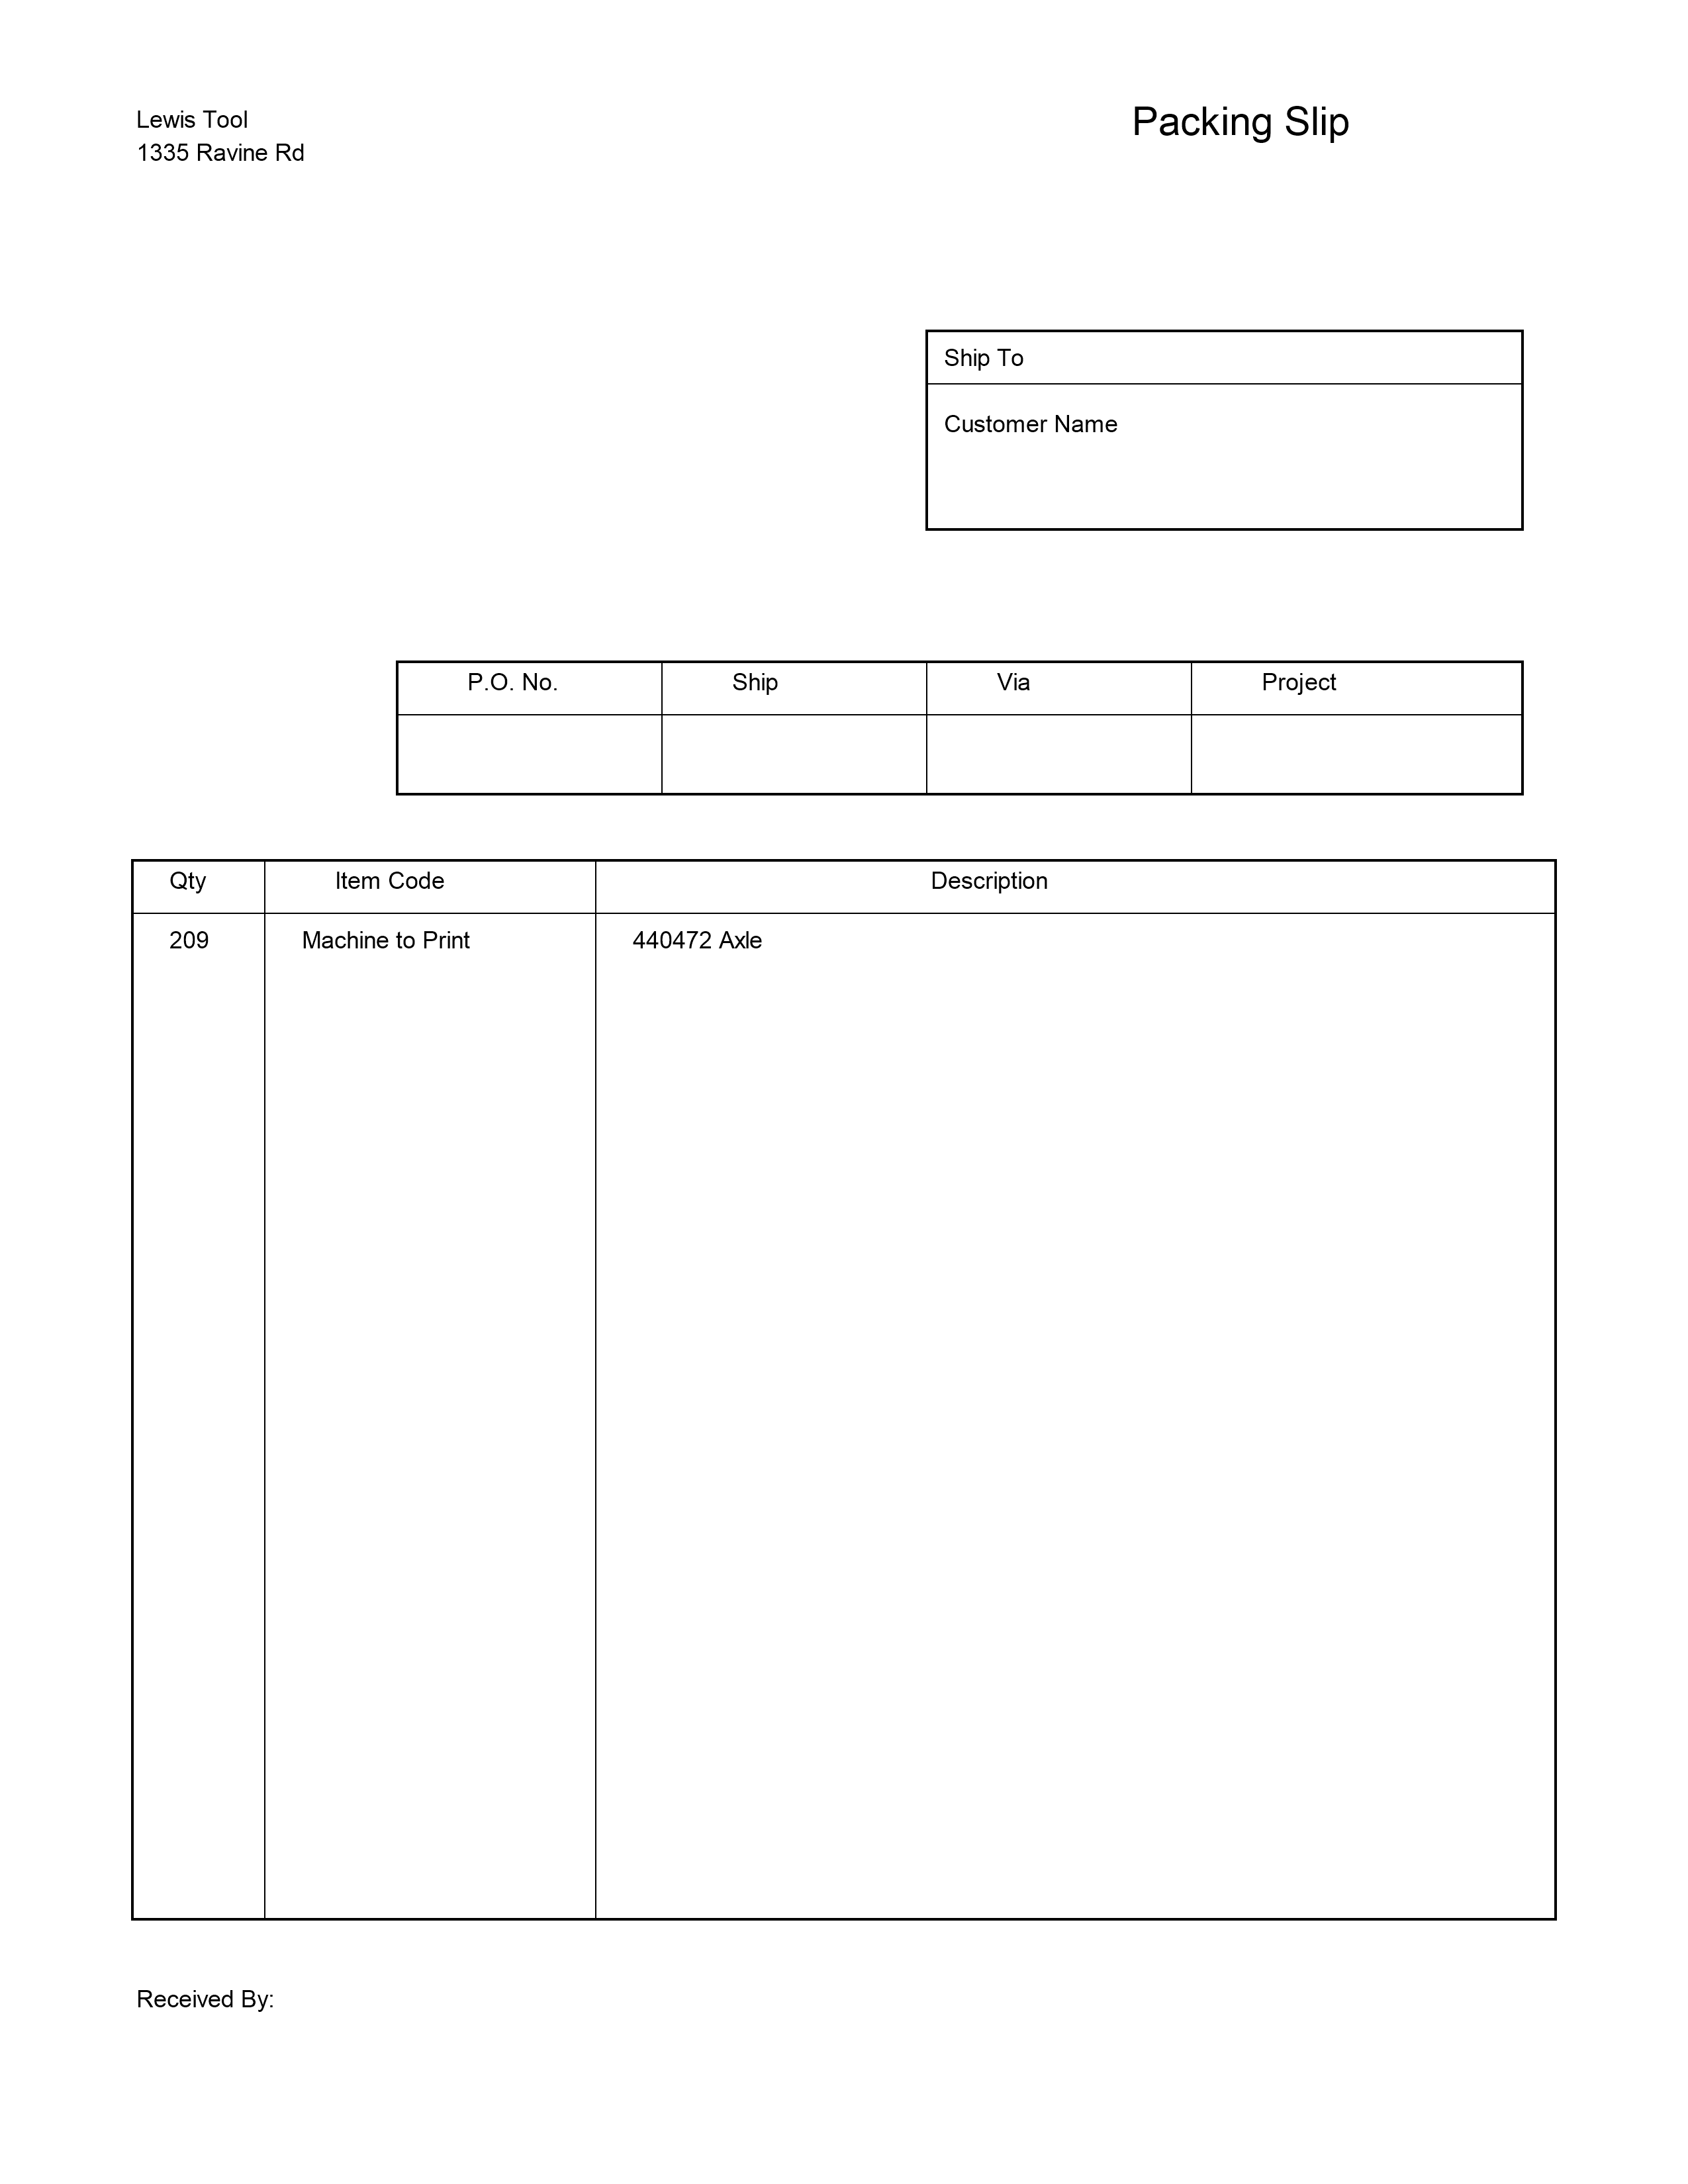 Lewis Tool
1335 Ravine Rd
Packing Slip
Ship To
Customer Name
P.O. No. Ship Via Project
Qty Item Code Description
209 Machine to Print 440472 Axle
Received By: